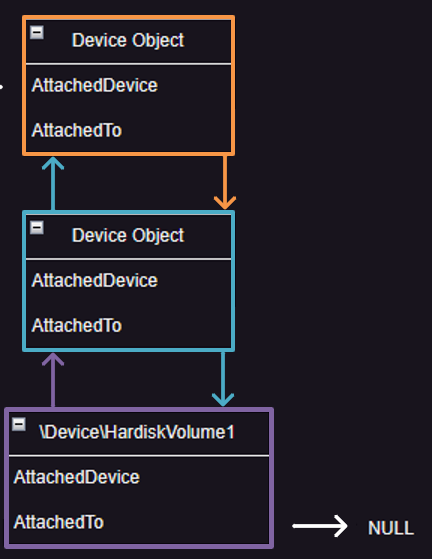 Device Object
AttachedDevice
AttachedTo
Device Object
AttachedDevice
AttachedTo
\Device\HardiskVolume1
AttachedDevice
AttachedTo
NULL